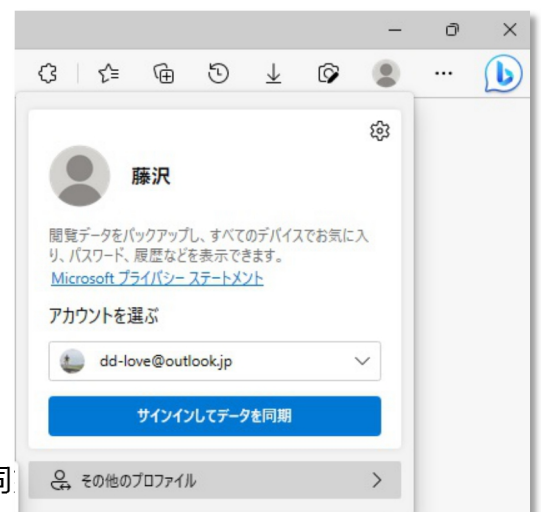 藤沢
閲覧データをバックアップし、すべてのデバイスでお気に入
り、パスワード、履歴などを表示できます。
Microsoft プライバシー ステートメント
アカウントを選ぶ
dd-love@outlook.jp
サインインしてデータを同期
その他のプロファイル